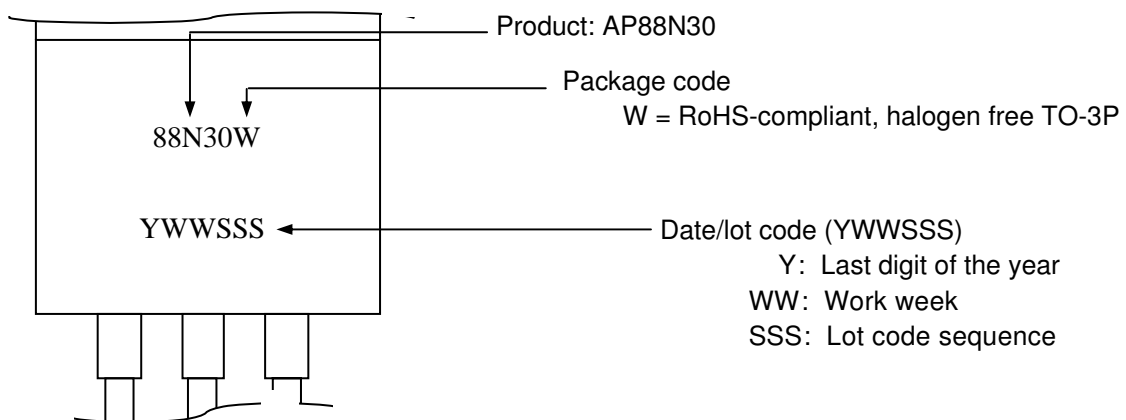 Product: AP88N30
Package code
W = RoHS-compliant, halogen free TO-3P
88N30W
YWWSSS
Date/lot code (YWWSSS)
Y: Last digit of the year
WW: Work week
SSS: Lot code sequence